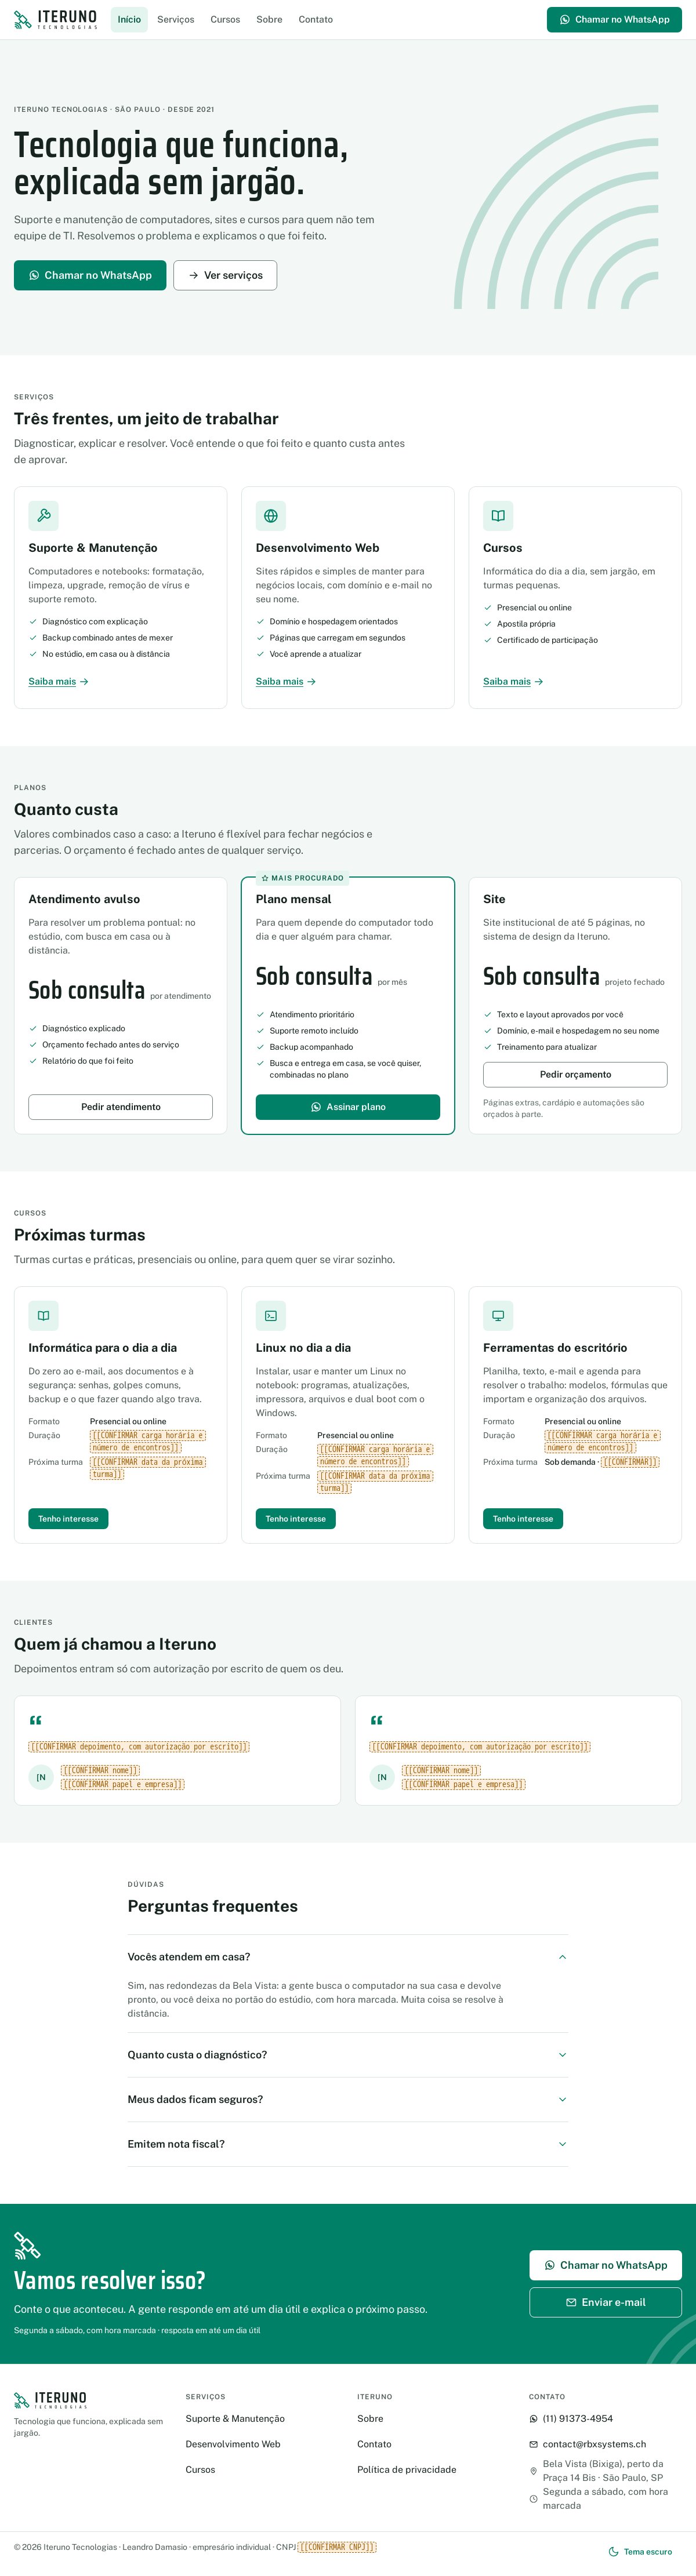 ITERUNO
TECNOLOGIAS
Início
Serviços
Cursos
Sobre
Contato
Chamar no WhatsApp
ITERUNO TECNOLOGIAS · SÃO PAULO · DESDE 2021
Tecnologia que funciona,
explicada sem jargão.
Suporte e manutenção de computadores, sites e cursos para quem não tem
equipe de TI. Resolvemos o problema e explicamos o que foi feito.
Chamar no WhatsApp
Ver serviços
SERVIÇOS
Três frentes, um jeito de trabalhar
Diagnosticar, explicar e resolver. Você entende o que foi feito e quanto custa antes
de aprovar.
Suporte & Manutenção
Computadores e notebooks: formatação,
limpeza, upgrade, remoção de vírus e
suporte remoto.
Diagnóstico com explicação
Backup combinado antes de mexer
No estúdio, em casa ou à distância
Saiba mais
Desenvolvimento Web
Sites rápidos e simples de manter para
negócios locais, com domínio e e-mail no
seu nome.
Domínio e hospedagem orientados
Páginas que carregam em segundos
Você aprende a atualizar
Saiba mais
Cursos
Informática do dia a dia, sem jargão, em
turmas pequenas.
Presencial ou online
Apostila própria
Certificado de participação
Saiba mais
PLANOS
Quanto custa
Valores combinados caso a caso: a Iteruno é flexível para fechar negócios e
parcerias. O orçamento é fechado antes de qualquer serviço.
Atendimento avulso
Para resolver um problema pontual: no
estúdio, com busca em casa ou à
distância.
Sob consulta por atendimento
Diagnóstico explicado
Orçamento fechado antes do serviço
Relatório do que foi feito
Pedir atendimento
MAIS PROCURADO
Plano mensal
Para quem depende do computador todo
dia e quer alguém para chamar.
Sob consulta por mês
Atendimento prioritário
Suporte remoto incluído
Backup acompanhado
Busca e entrega em casa, se você quiser,
combinadas no plano
Assinar plano
Site
Site institucional de até 5 páginas, no
sistema de design da Iteruno.
Sob consulta projeto fechado
Texto e layout aprovados por você
Domínio, e-mail e hospedagem no seu nome
Treinamento para atualizar
Pedir orçamento
Páginas extras, cardápio e automações são
orçados à parte.
CURSOS
Próximas turmas
Turmas curtas e práticas, presenciais ou online, para quem quer se virar sozinho.
Informática para o dia a dia
Do zero ao e-mail, aos documentos e à
segurança: senhas, golpes comuns,
backup e o que fazer quando algo trava.
Formato Presencial ou online
Duração [[CONFIRMAR carga horária e
número de encontros]]
Próxima turma [[CONFIRMAR data da próxima
turma]]
Tenho interesse
Linux no dia a dia
Instalar, usar e manter um Linux no
notebook: programas, atualizações,
impressora, arquivos e dual boot com o
Windows.
Formato Presencial ou online
Duração [[CONFIRMAR carga horária e
número de encontros]]
Próxima turma [[CONFIRMAR data da próxima
turma]]
Tenho interesse
Ferramentas do escritório
Planilha, texto, e-mail e agenda para
resolver o trabalho: modelos, fórmulas que
importam e organização dos arquivos.
Formato Presencial ou online
Duração [[CONFIRMAR carga horária e
número de encontros]]
Próxima turma Sob demanda · [[CONFIRMAR]]
Tenho interesse
CLIENTES
Quem já chamou a Iteruno
Depoimentos entram só com autorização por escrito de quem os deu.
“
[[CONFIRMAR depoimento, com autorização por escrito]]
[N
[[CONFIRMAR nome]]
[[CONFIRMAR papel e empresa]]
“
[[CONFIRMAR depoimento, com autorização por escrito]]
[N
[[CONFIRMAR nome]]
[[CONFIRMAR papel e empresa]]
DÚVIDAS
Perguntas frequentes
Vocês atendem em casa?
Sim, nas redondezas da Bela Vista: a gente busca o computador na sua casa e devolve
pronto, ou você deixa no portão do estúdio, com hora marcada. Muita coisa se resolve à
distância.
Quanto custa o diagnóstico?
Meus dados ficam seguros?
Emitem nota fiscal?
Vamos resolver isso?
Conte o que aconteceu. A gente responde em até um dia útil e explica o próximo passo.
Segunda a sábado, com hora marcada · resposta em até um dia útil
Chamar no WhatsApp
Enviar e-mail
ITERUNO
TECNOLOGIAS
Tecnologia que funciona, explicada sem
jargão.
SERVIÇOS
Suporte & Manutenção
Desenvolvimento Web
Cursos
ITERUNO
Sobre
Contato
Política de privacidade
CONTATO
(11) 91373-4954
contact@rbxsystems.ch
Bela Vista (Bixiga), perto da
Praça 14 Bis · São Paulo, SP
Segunda a sábado, com hora
marcada
© 2026 Iteruno Tecnologias · Leandro Damasio · empresário individual · CNPJ [[CONFIRMAR CNPJ]]
Tema escuro